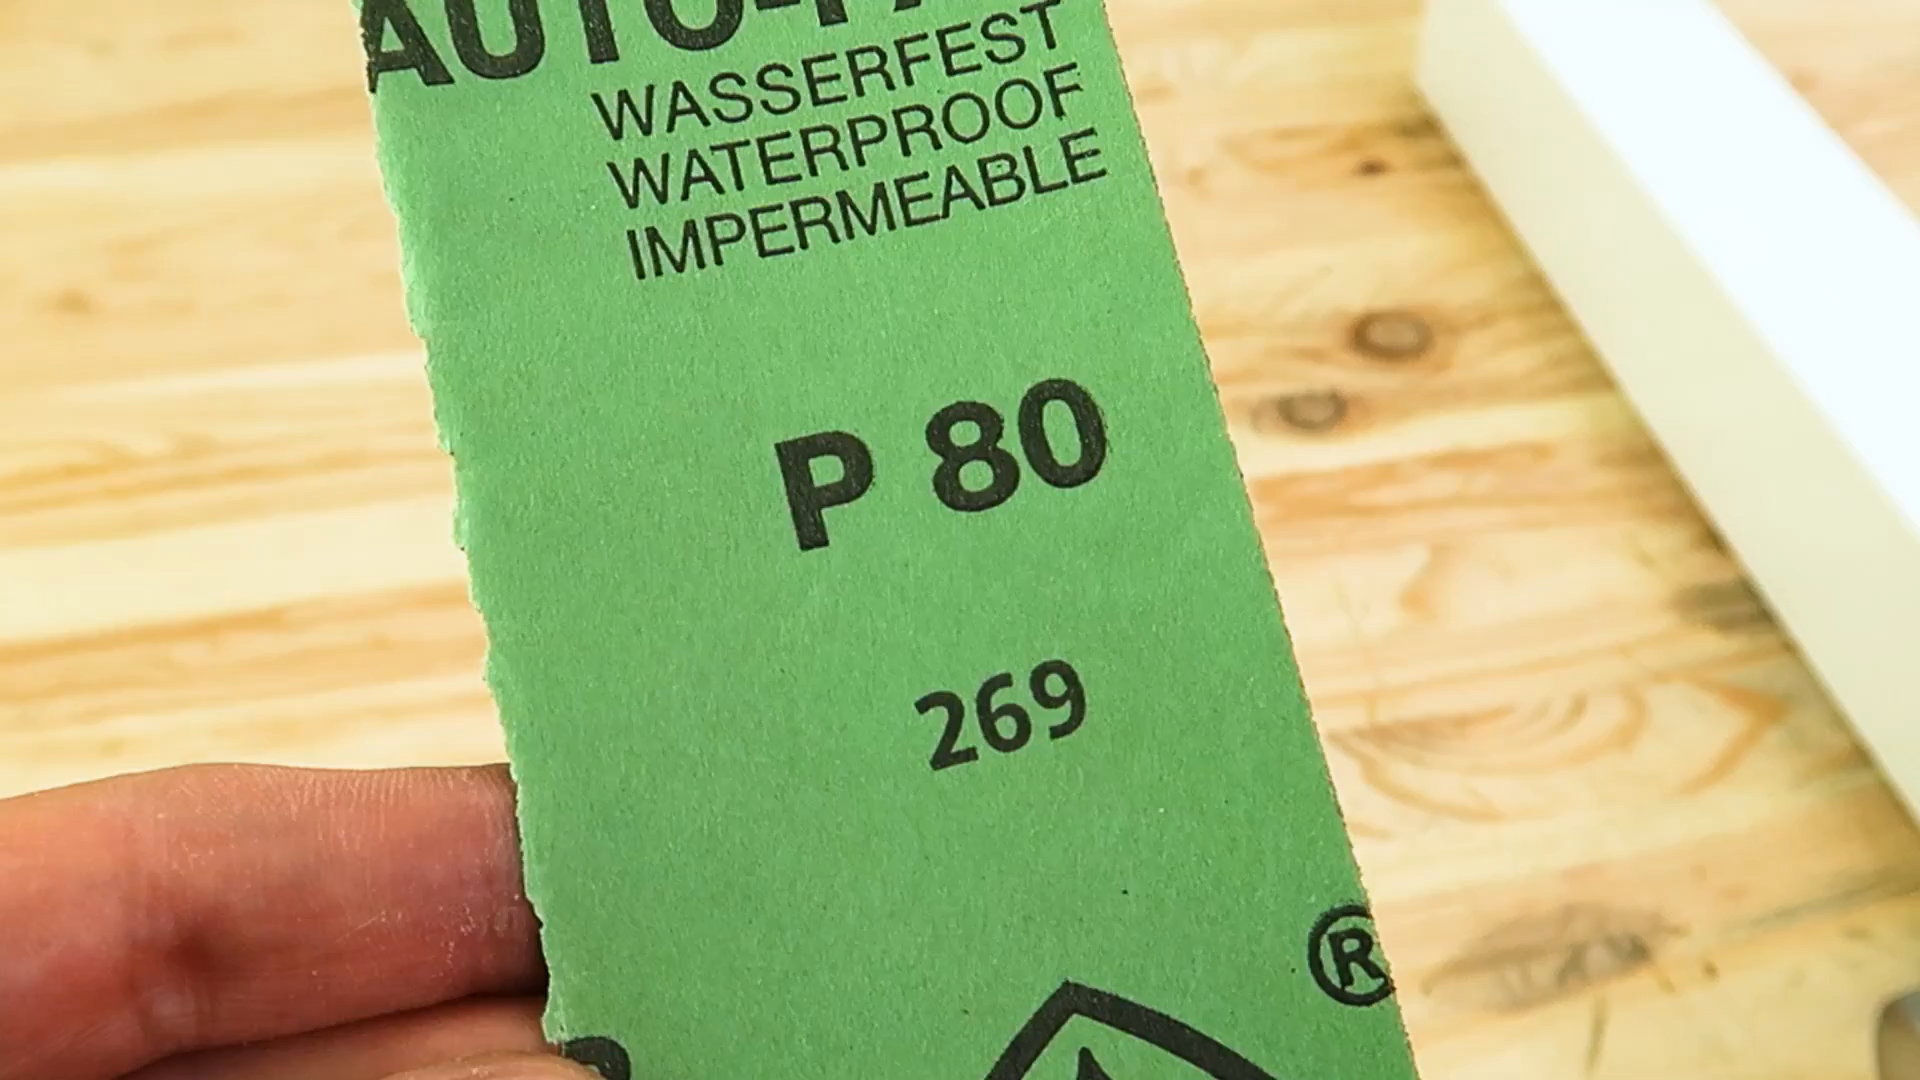 WASSERFEST
WATERPROOF
IMPERMEABLE
P 80
269
®